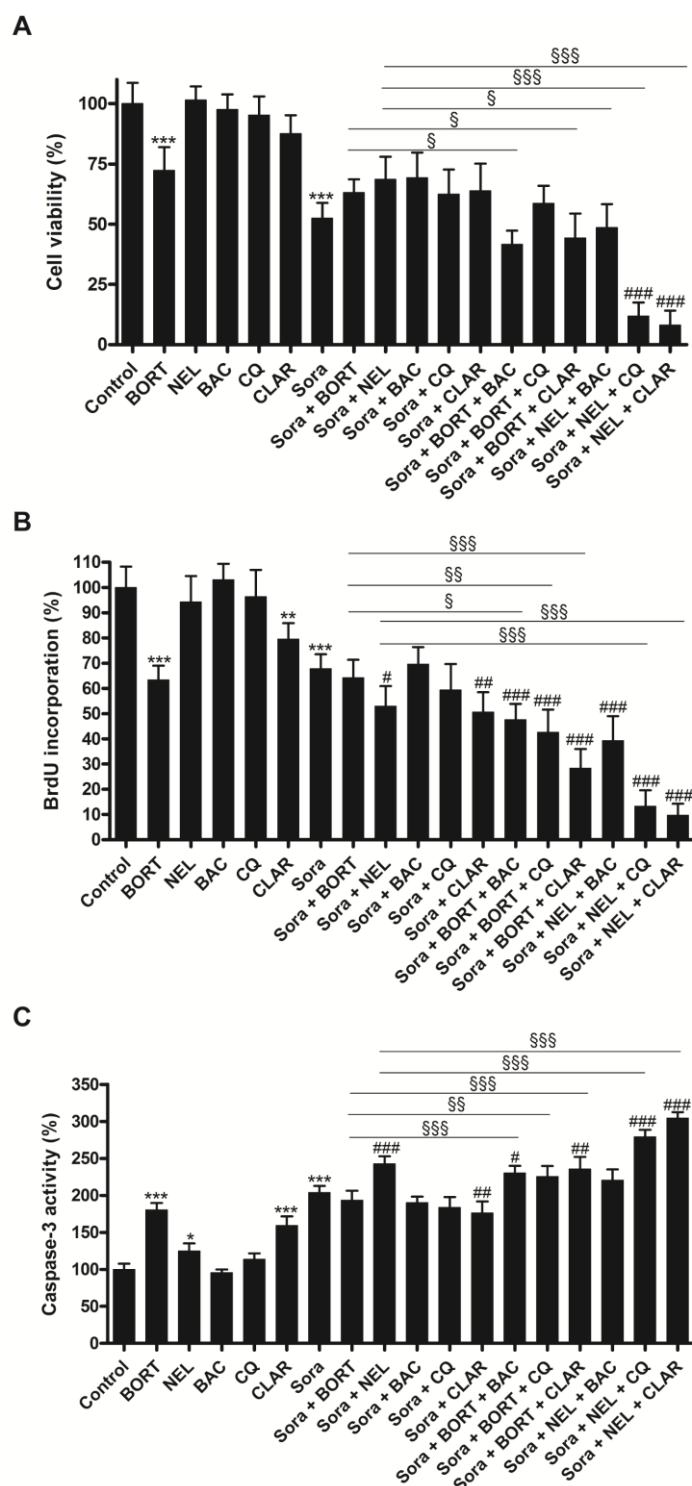 A
§§§
§§§
§
§
§
Cell viability (%)
100
75
50
25
0
***
***
###
###
Control
BORT
NEL
BAC
CQ
CLAR
Sora
Sora + BORT
Sora + NEL
Sora + BAC
Sora + CQ
Sora + CLAR
Sora + BORT + BAC
Sora + BORT + CQ
Sora + BORT + CLAR
Sora + NEL + BAC
Sora + NEL + CQ
Sora + NEL + CLAR
B
§§§
§§
§
§§§
§§§
BrdU incorporation (%)
110
100
90
80
70
60
50
40
30
20
10
0
***
**
***
#
##
###
###
###
###
###
###
Control
BORT
NEL
BAC
CQ
CLAR
Sora
Sora + BORT
Sora + NEL
Sora + BAC
Sora + CQ
Sora + CLAR
Sora + BORT + BAC
Sora + BORT + CQ
Sora + BORT + CLAR
Sora + NEL + BAC
Sora + NEL + CQ
Sora + NEL + CLAR
C
§§§
§§§
§§§
§§
§§§
Caspase-3 activity (%)
350
300
250
200
150
100
50
0
***
*
***
***
###
##
#
##
###
###
Control
BORT
NEL
BAC
CQ
CLAR
Sora
Sora + BORT
Sora + NEL
Sora + BAC
Sora + CQ
Sora + CLAR
Sora + BORT + BAC
Sora + BORT + CQ
Sora + BORT + CLAR
Sora + NEL + BAC
Sora + NEL + CQ
Sora + NEL + CLAR